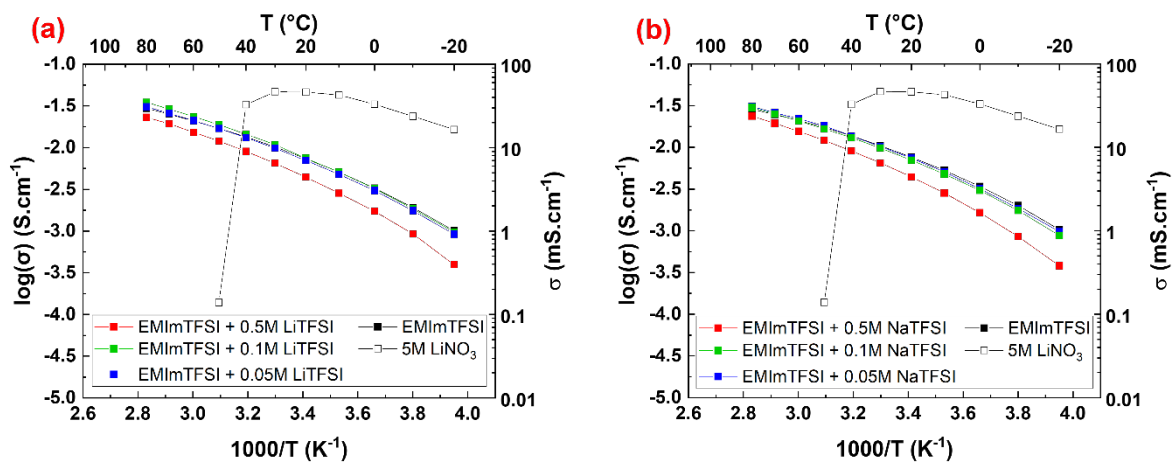 (a)
T (°C)
100 80 60 40 20 0 -20
-1.0
-1.5
-2.0
-2.5
-3.0
-3.5
-4.0
-4.5
-5.0
log(σ) (S.cm⁻¹)
100
10
1
0.1
0.01
σ (mS.cm⁻¹)
EMImTFSI + 0.5M LiTFSI
EMImTFSI
EMImTFSI + 0.1M LiTFSI
5M LiNO₃
EMImTFSI + 0.05M LiTFSI
2.6 2.8 3.0 3.2 3.4 3.6 3.8 4.0
1000/T (K⁻¹)
(b)
T (°C)
100 80 60 40 20 0 -20
-1.0
-1.5
-2.0
-2.5
-3.0
-3.5
-4.0
-4.5
-5.0
log(σ) (S.cm⁻¹)
100
10
1
0.1
0.01
σ (mS.cm⁻¹)
EMImTFSI + 0.5M NaTFSI
EMImTFSI
EMImTFSI + 0.1M NaTFSI
5M LiNO₃
EMImTFSI + 0.05M NaTFSI
2.6 2.8 3.0 3.2 3.4 3.6 3.8 4.0
1000/T (K⁻¹)